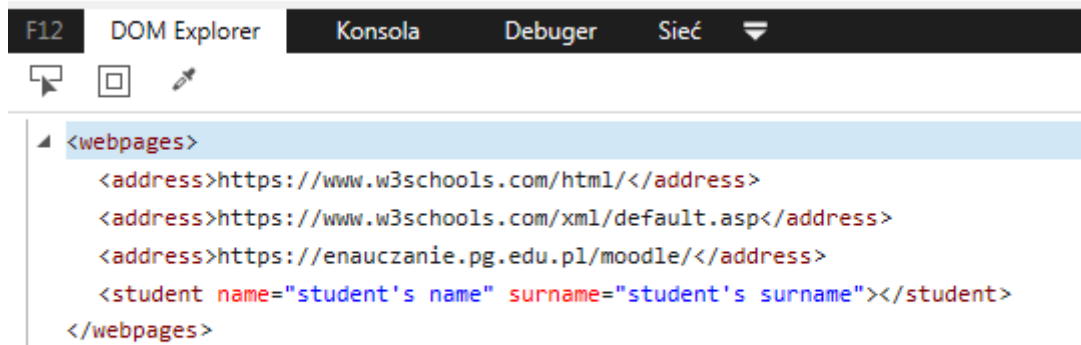 F12 DOM Explorer Konsola Debuger Sieć
<webpages>
<address>https://www.w3schools.com/html/</address>
<address>https://www.w3schools.com/xml/default.asp</address>
<address>https://enauczanie.pg.edu.pl/moodle/</address>
<student name="student's name" surname="student's surname"></student>
</webpages>